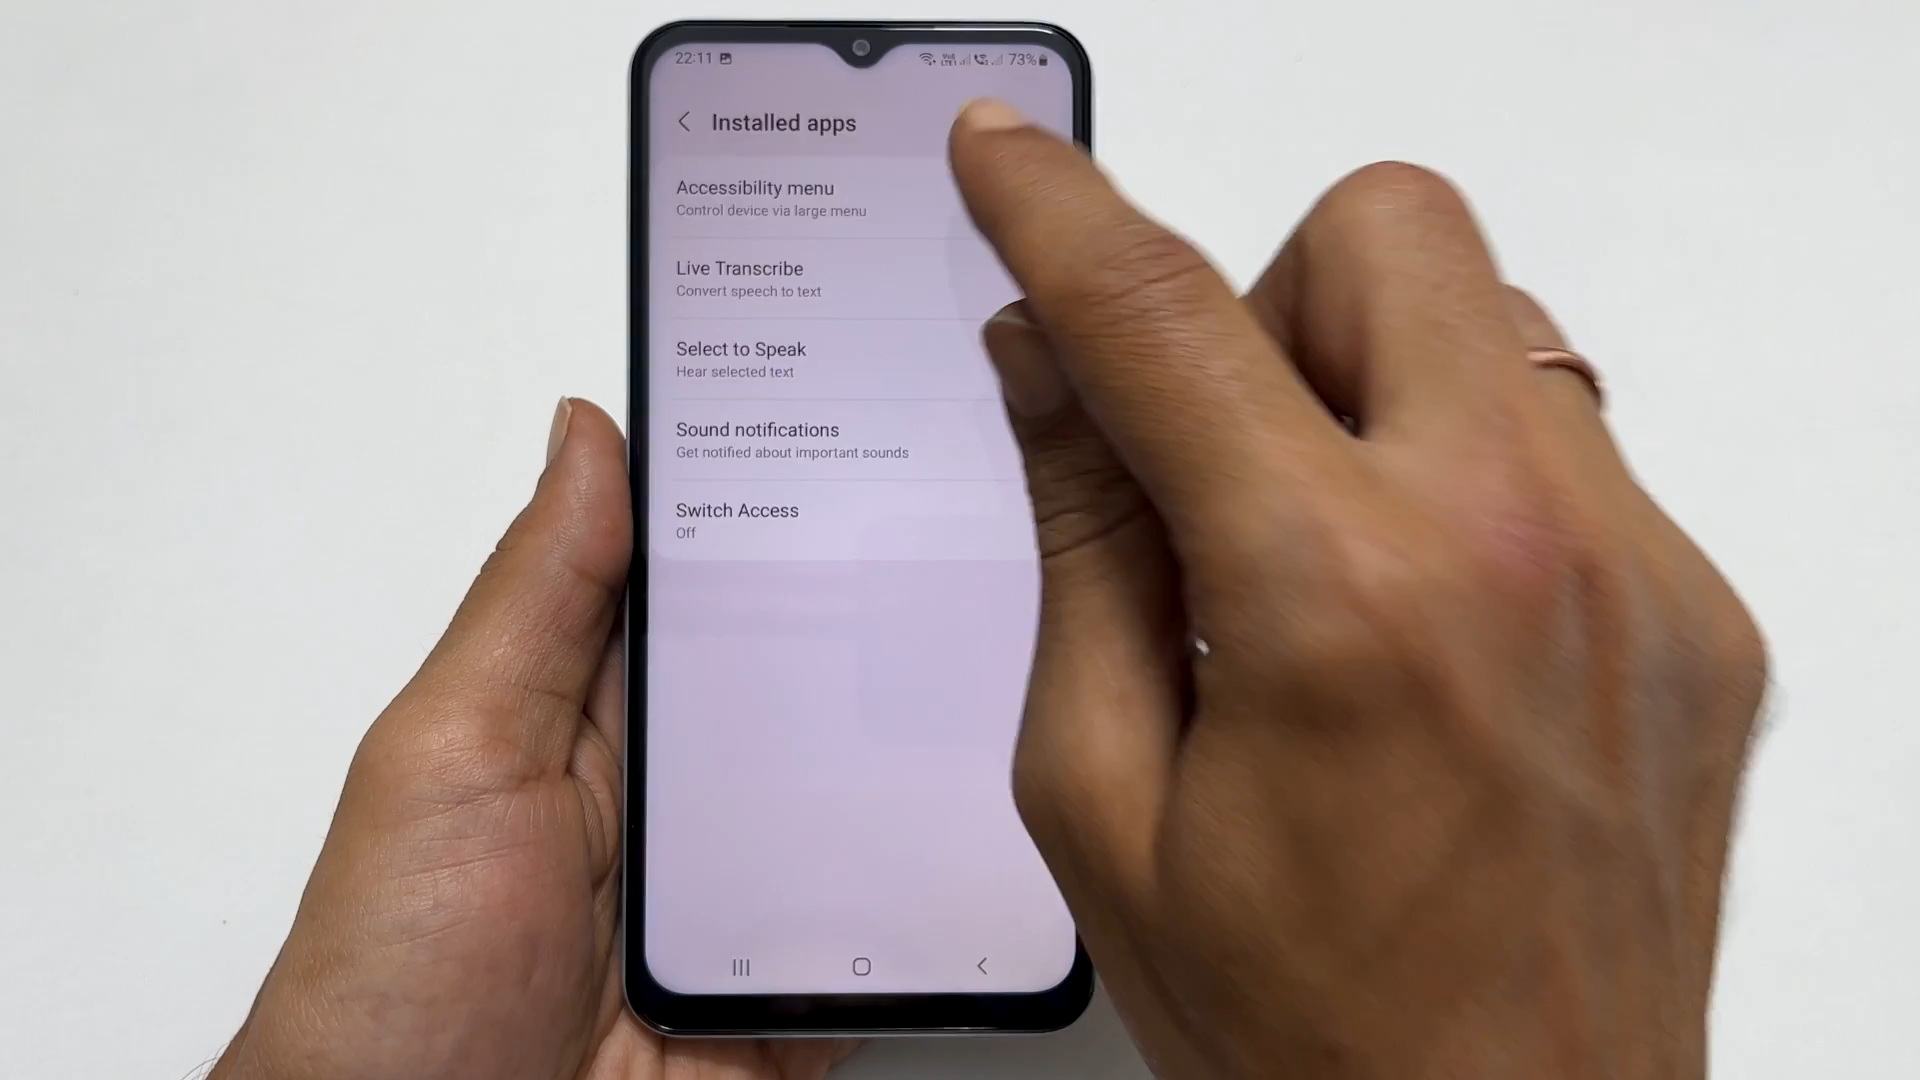 22:11 73%
Installed apps
Accessibility menu
Control device via large menu
Live Transcribe
Convert speech to text
Select to Speak
Hear selected text
Sound notifications
Get notified about important sounds
Switch Access
Off